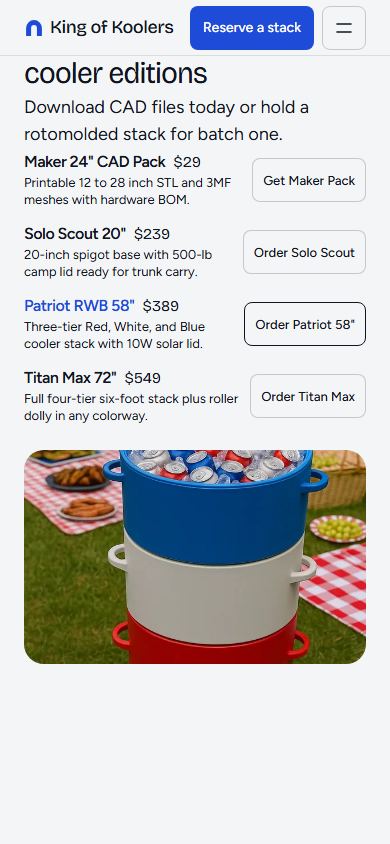 King of Koolers
Reserve a stack
cooler editions
Download CAD files today or hold a
rotomolded stack for batch one.
Maker 24" CAD Pack $29
Printable 12 to 28 inch STL and 3MF
meshes with hardware BOM.
Get Maker Pack
Solo Scout 20" $239
20-inch spigot base with 500-lb
camp lid ready for trunk carry.
Order Solo Scout
Patriot RWB 58" $389
Three-tier Red, White, and Blue
cooler stack with 10W solar lid.
Order Patriot 58"
Titan Max 72" $549
Full four-tier six-foot stack plus roller
dolly in any colorway.
Order Titan Max